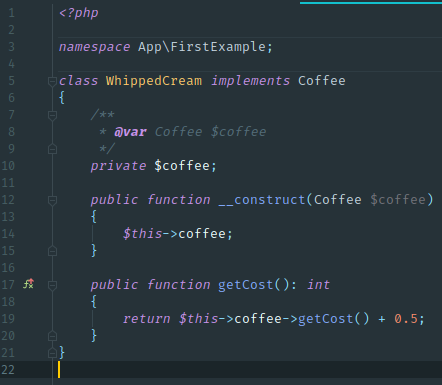 1 <?php
2
3 namespace App\FirstExample;
4
5 class WhippedCream implements Coffee
6 {
7     /**
8      * @var Coffee $coffee
9      */
10     private $coffee;
11
12     public function __construct(Coffee $coffee)
13     {
14         $this->coffee;
15     }
16
17     public function getCost(): int
18     {
19         return $this->coffee->getCost() + 0.5;
20     }
21 }
22